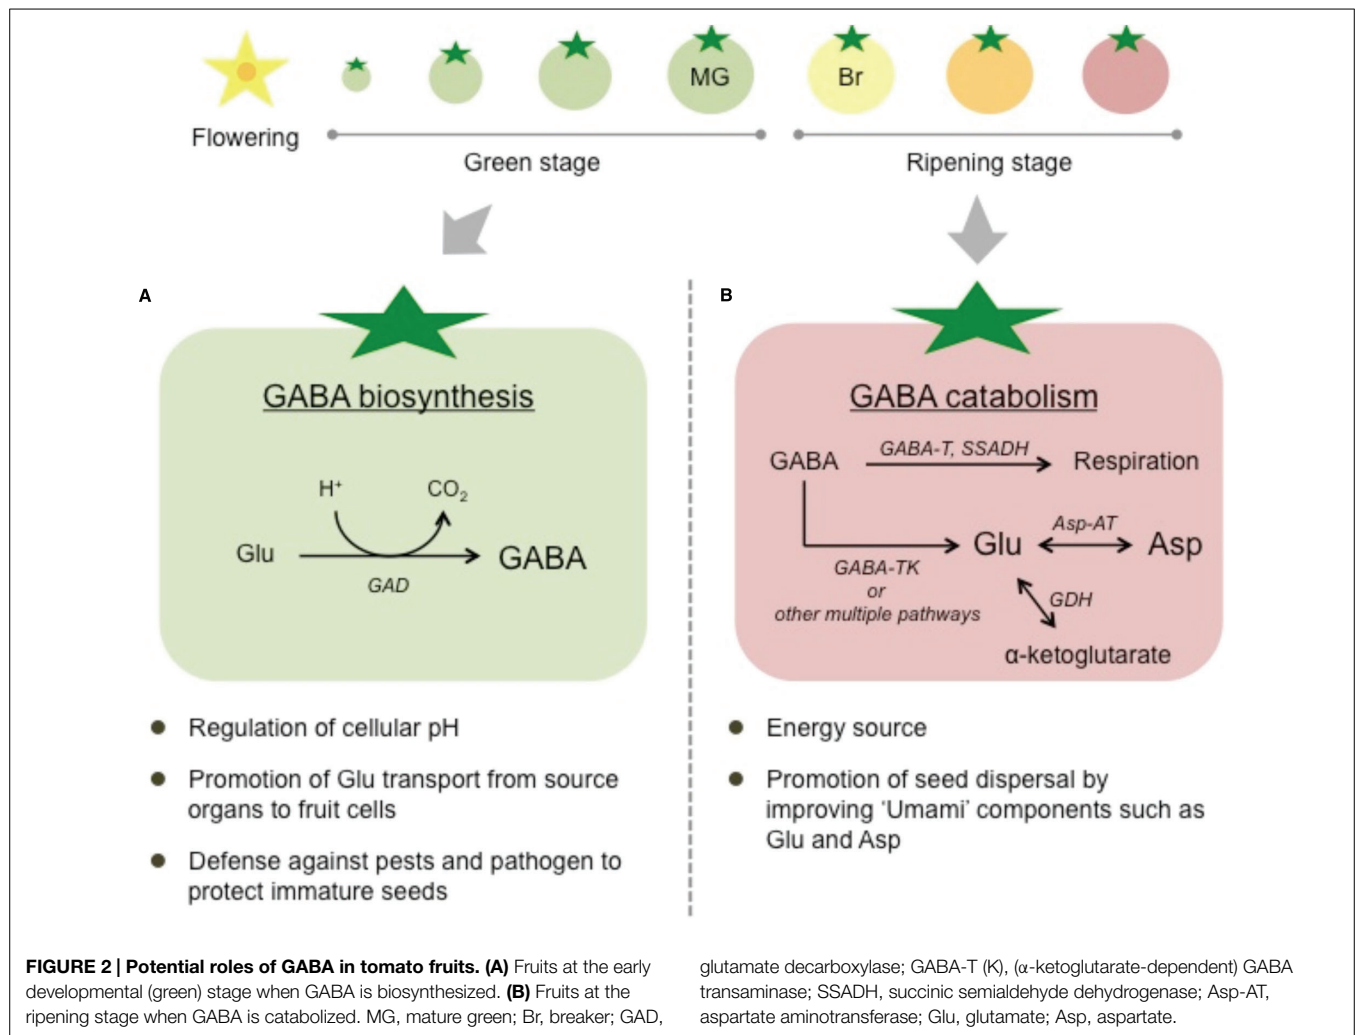 MG
Br
Flowering
Green stage
Ripening stage
A
GABA biosynthesis
H⁺
CO₂
Glu
GABA
GAD
Regulation of cellular pH
Promotion of Glu transport from source
organs to fruit cells
Defense against pests and pathogen to
protect immature seeds
B
GABA catabolism
GABA
GABA-T, SSADH
Respiration
GABA-TK
or
other multiple pathways
Glu
Asp-AT
Asp
GDH
α-ketoglutarate
Energy source
Promotion of seed dispersal by
improving ‘Umami’ components such as
Glu and Asp
FIGURE 2 | Potential roles of GABA in tomato fruits. (A) Fruits at the early
developmental (green) stage when GABA is biosynthesized. (B) Fruits at the
ripening stage when GABA is catabolized. MG, mature green; Br, breaker; GAD,
glutamate decarboxylase; GABA-T (K), (α-ketoglutarate-dependent) GABA
transaminase; SSADH, succinic semialdehyde dehydrogenase; Asp-AT,
aspartate aminotransferase; Glu, glutamate; Asp, aspartate.